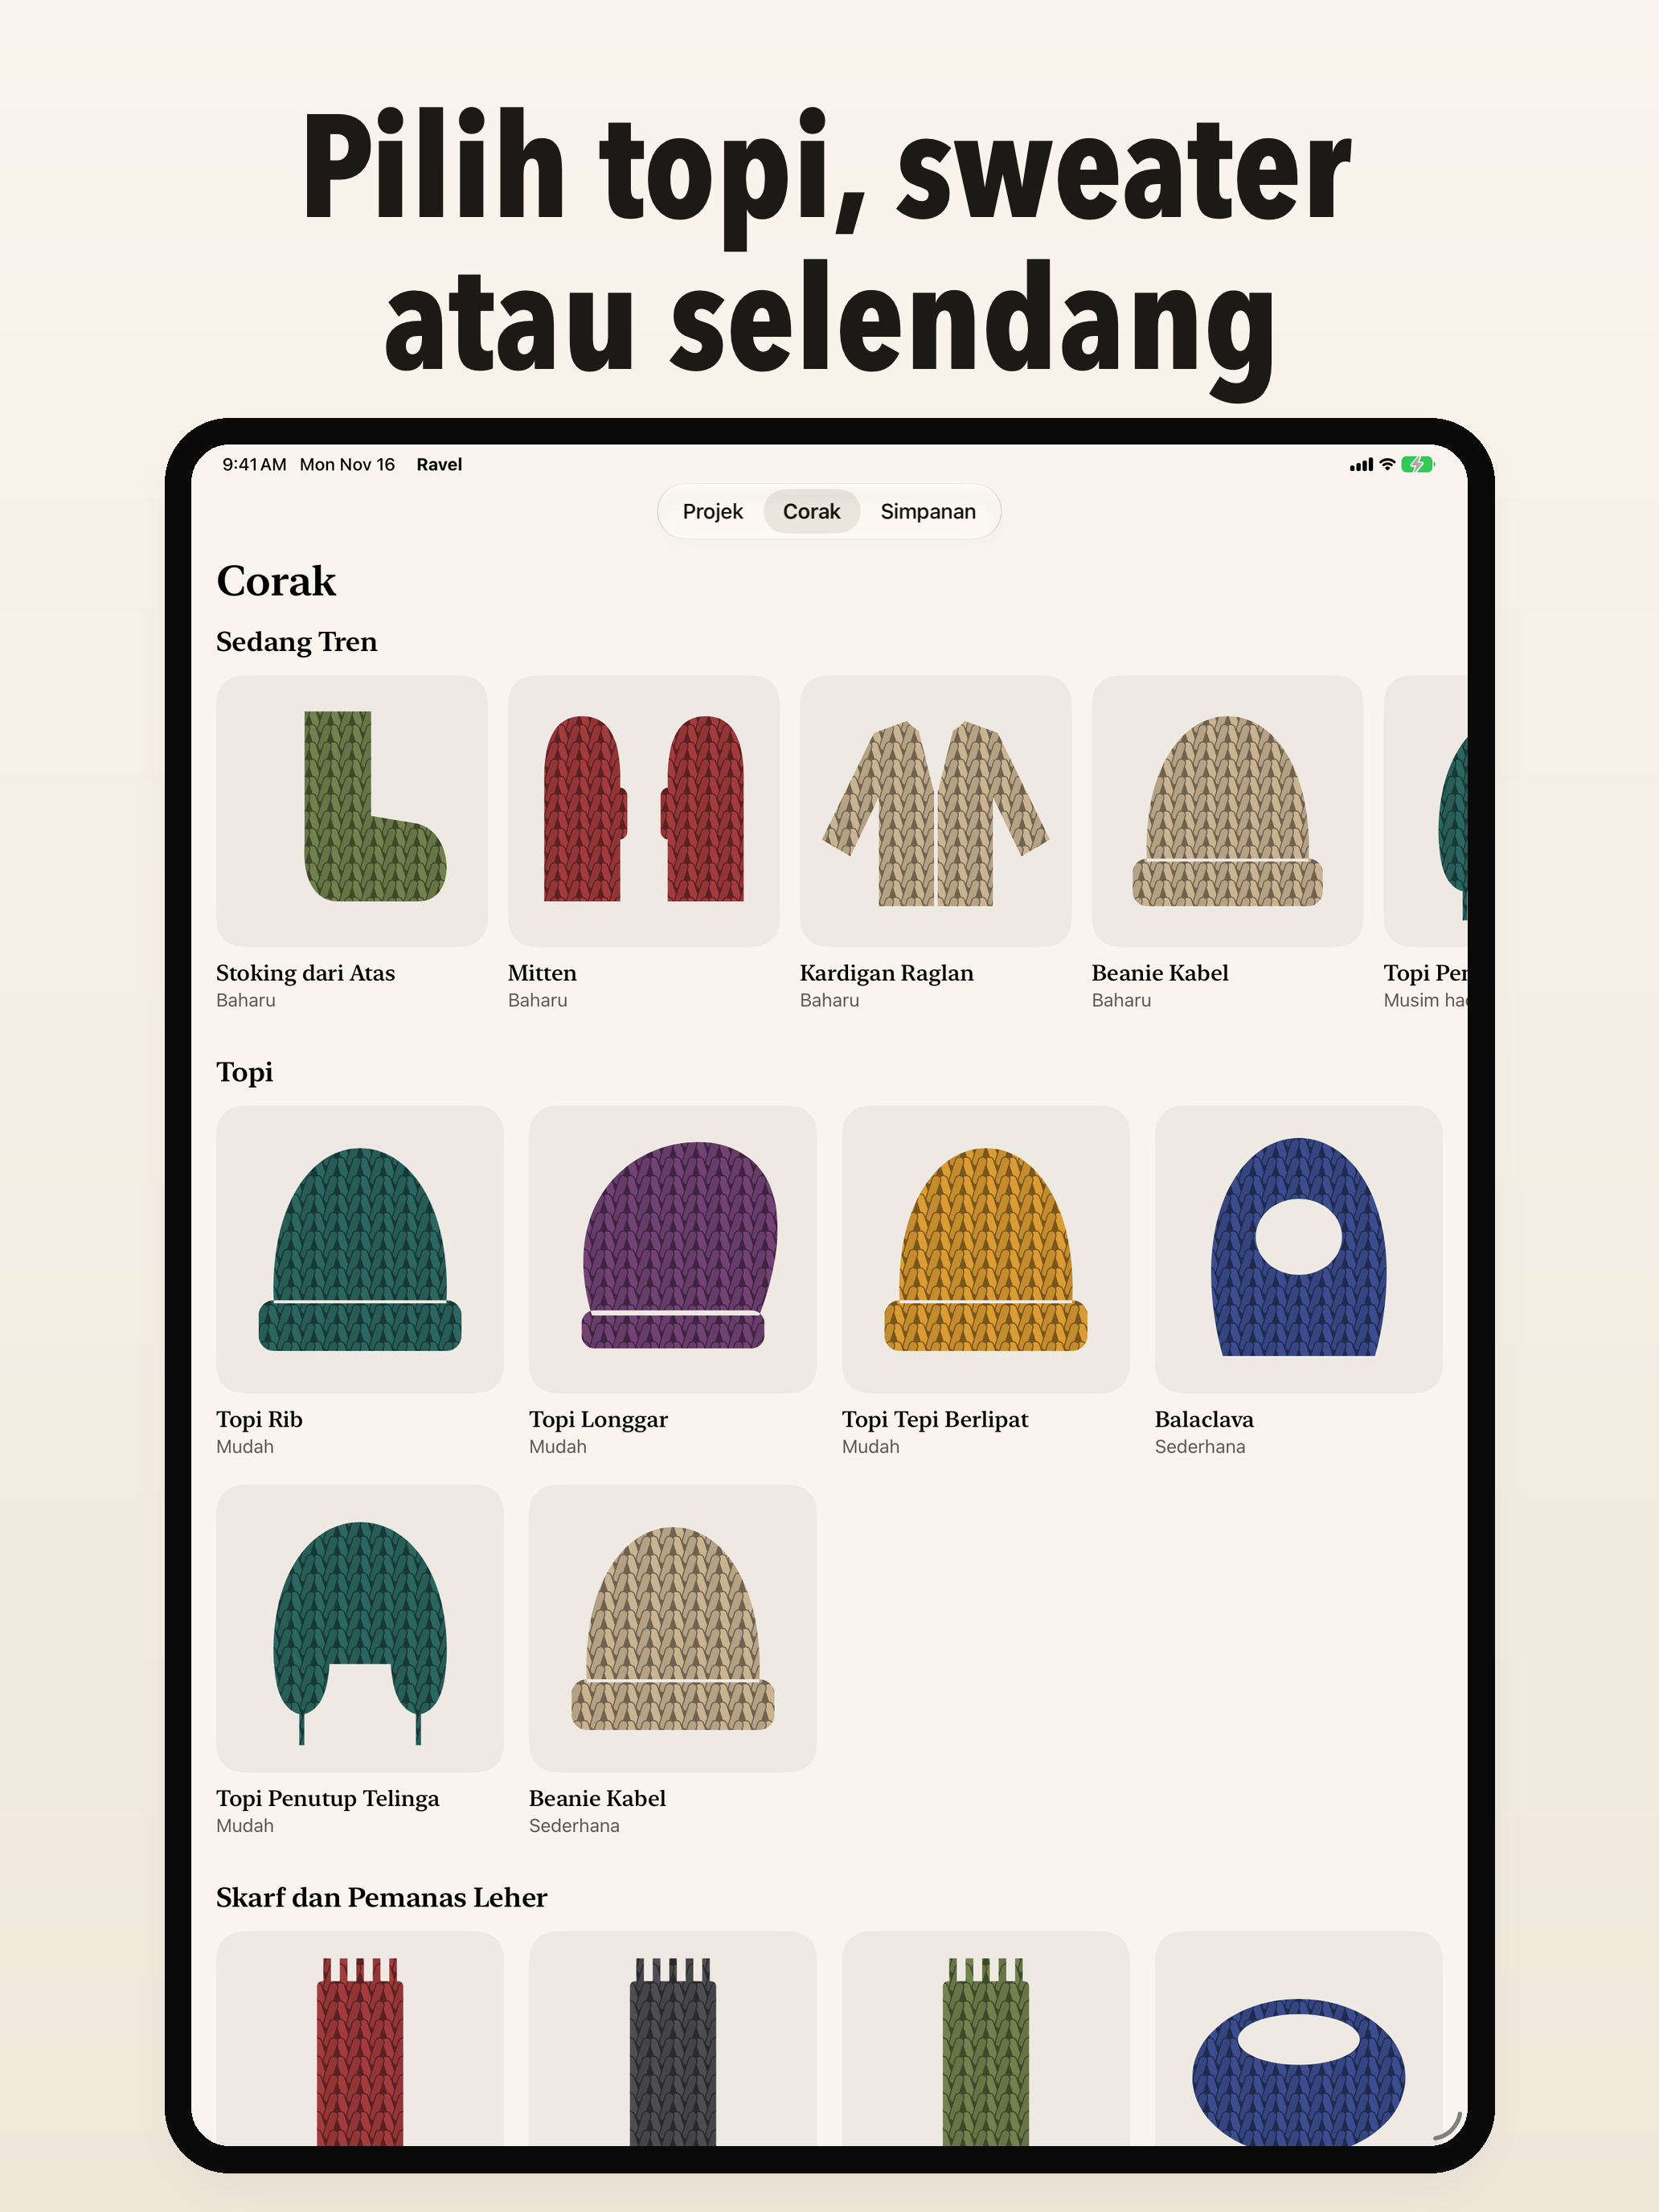 Pilih topi, sweater
atau selendang
9:41 AM Mon Nov 16 Ravel
Projek Corak Simpanan
Corak
Sedang Tren
Stoking dari Atas
Baharu
Mitten
Baharu
Kardigan Raglan
Baharu
Beanie Kabel
Baharu
Topi
Musim
Topi
Topi Rib
Mudah
Topi Longgar
Mudah
Topi Tepi Berlipat
Mudah
Balaclava
Sederhana
Topi Penutup Telinga
Mudah
Beanie Kabel
Sederhana
Skarf dan Pemanas Leher